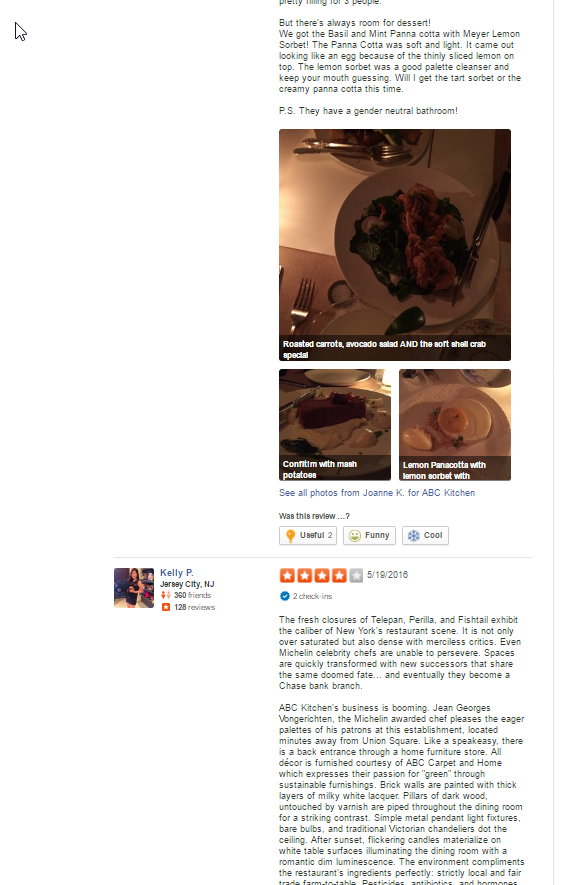 pretty filling for 3 people.
But there's always room for dessert!
We got the Basil and Mint Panna cotta with Meyer Lemon
Sorbet! The Panna Cotta was soft and light. It came out
looking like an egg because of the thinly sliced lemon on
top. The lemon sorbet was a good palette cleanser and
keep your mouth guessing. Will I get the tart sorbet or the
creamy panna cotta this time.
P.S. They have a gender neutral bathroom!
Roasted carrots, avocado salad AND the soft shell crab
special
Confitim with mash
potatoes
Lemon Panacotta with
lemon sorbet with
See all photos from Joanne K. for ABC Kitchen
Was this review ...?
Useful 2 Funny Cool
Kelly P.
Jersey City, NJ
360 friends
128 reviews
5/19/2016
2 check-ins
The fresh closures of Telepan, Perilla, and Fishtail exhibit
the caliber of New York's restaurant scene. It is not only
over saturated but also dense with merciless critics. Even
Michelin celebrity chefs are unable to persevere. Spaces
are quickly transformed with new successors that share
the same doomed fate... and eventually they become a
Chase bank branch.
ABC Kitchen's business is booming. Jean Georges
Vongerichten, the Michelin awarded chef pleases the eager
palettes of his patrons at this establishment, located
minutes away from Union Square. Like a speakeasy, there
is a back entrance through a home furniture store. All
décor is furnished courtesy of ABC Carpet and Home
which expresses their passion for "green" through
sustainable furnishings. Brick walls are painted with thick
layers of milky white lacquer. Pillars of dark wood,
untouched by varnish are piped throughout the dining room
for a striking contrast. Simple metal pendant light fixtures,
bare bulbs, and traditional Victorian chandeliers dot the
ceiling. After sunset, flickering candles materialize on
white table surfaces illuminating the dining room with a
romantic dim luminescence. The environment compliments
the restaurant's ingredients perfectly: strictly local and fair
trade farm-to-table. Pesticides, antibiotics, and hormones